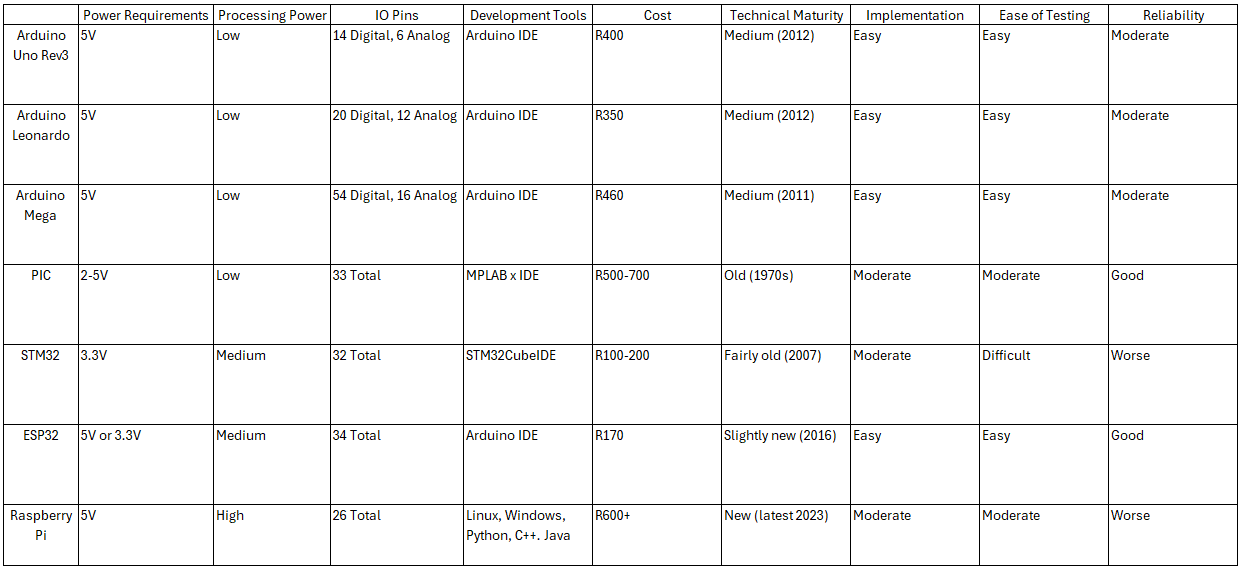 Power Requirements Processing Power IO Pins Development Tools Cost Technical Maturity Implementation Ease of Testing Reliability
Arduino 5V Low 14 Digital, 6 Analog Arduino IDE R400 Medium (2012) Easy Easy Moderate
Uno Rev3
Arduino 5V Low 20 Digital, 12 Analog Arduino IDE R350 Medium (2012) Easy Easy Moderate
Leonardo
Arduino 5V Low 54 Digital, 16 Analog Arduino IDE R460 Medium (2011) Easy Easy Moderate
Mega
PIC 2-5V Low 33 Total MPLAB x IDE R500-700 Old (1970s) Moderate Moderate Good
STM32 3.3V Medium 32 Total STM32CubeIDE R100-200 Fairly old (2007) Moderate Difficult Worse
ESP32 5V or 3.3V Medium 34 Total Arduino IDE R170 Slightly new (2016) Easy Easy Good
Raspberry 5V High 26 Total Linux, Windows, R600+ New (latest 2023) Moderate Moderate Worse
Pi Python, C++. Java